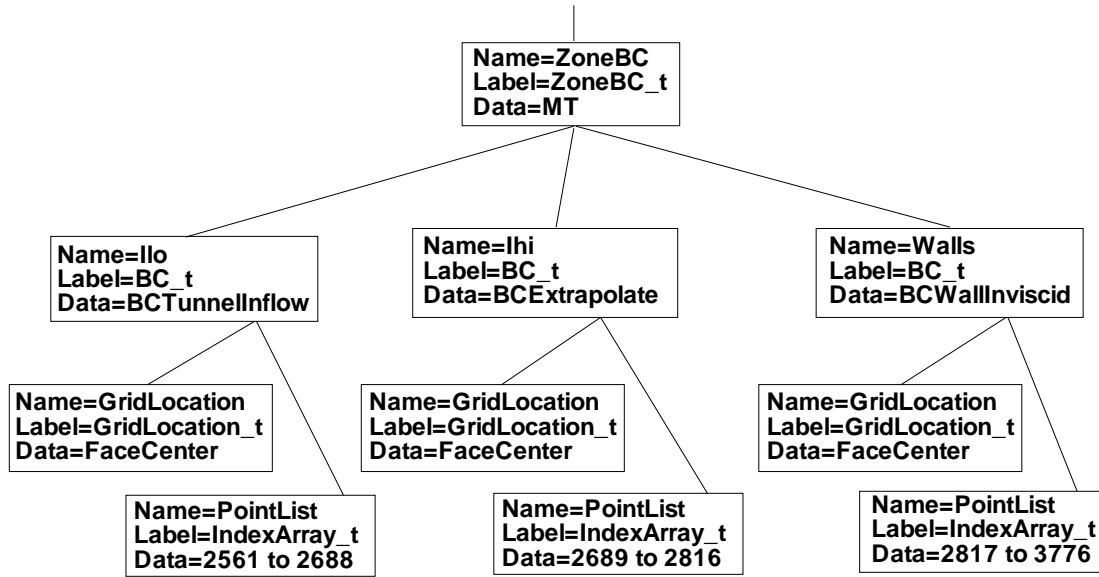 Name=ZoneBC
Label=ZoneBC_t
Data=MT
Name=Ilo
Label=BC_t
Data=BCTunnelInflow
Name=Ihi
Label=BC_t
Data=BCExtrapolate
Name=Walls
Label=BC_t
Data=BCWallInviscid
Name=GridLocation
Label=GridLocation_t
Data=FaceCenter
Name=PointList
Label=IndexArray_t
Data=2561 to 2688
Name=GridLocation
Label=GridLocation_t
Data=FaceCenter
Name=PointList
Label=IndexArray_t
Data=2689 to 2816
Name=GridLocation
Label=GridLocation_t
Data=FaceCenter
Name=PointList
Label=IndexArray_t
Data=2817 to 3776